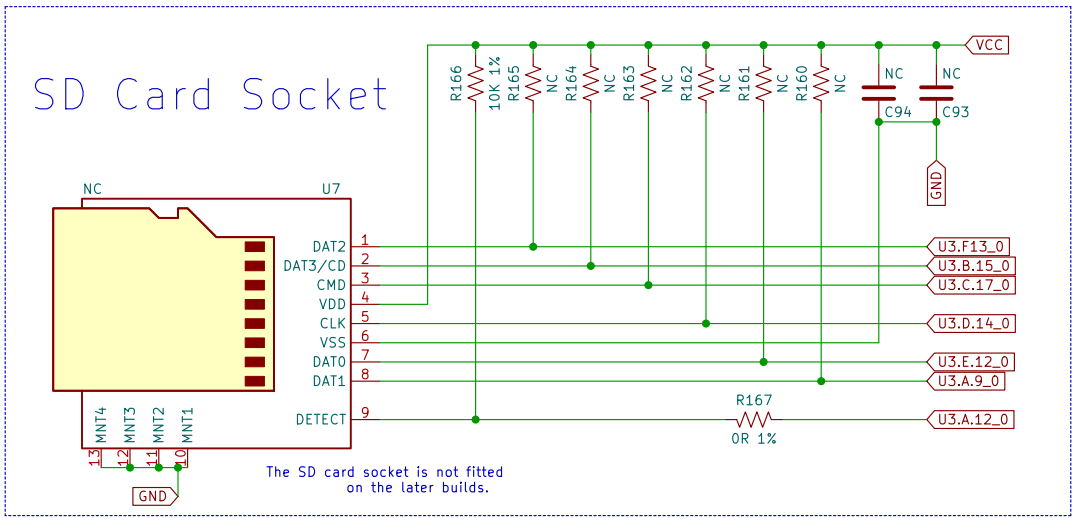 VCC
R166
10K 1%
R165
NC
R164
NC
R163
NC
R162
NC
R161
NC
R160
NC
NC
C94
NC
C93
SD Card Socket
GND
NC
U7
DAT2
1
U3.F13_0
DAT3/CD
2
U3.B.15_0
CMD
3
U3.C.17_0
VDD
4
CLK
5
U3.D.14_0
VSS
6
DAT0
7
U3.E.12_0
DAT1
8
U3.A.9_0
R167
DETECT
9
U3.A.12_0
0R 1%
MNT4
MNT3
MNT2
MNT1
13
12
11
10
The SD card socket is not fitted
on the later builds.
GND